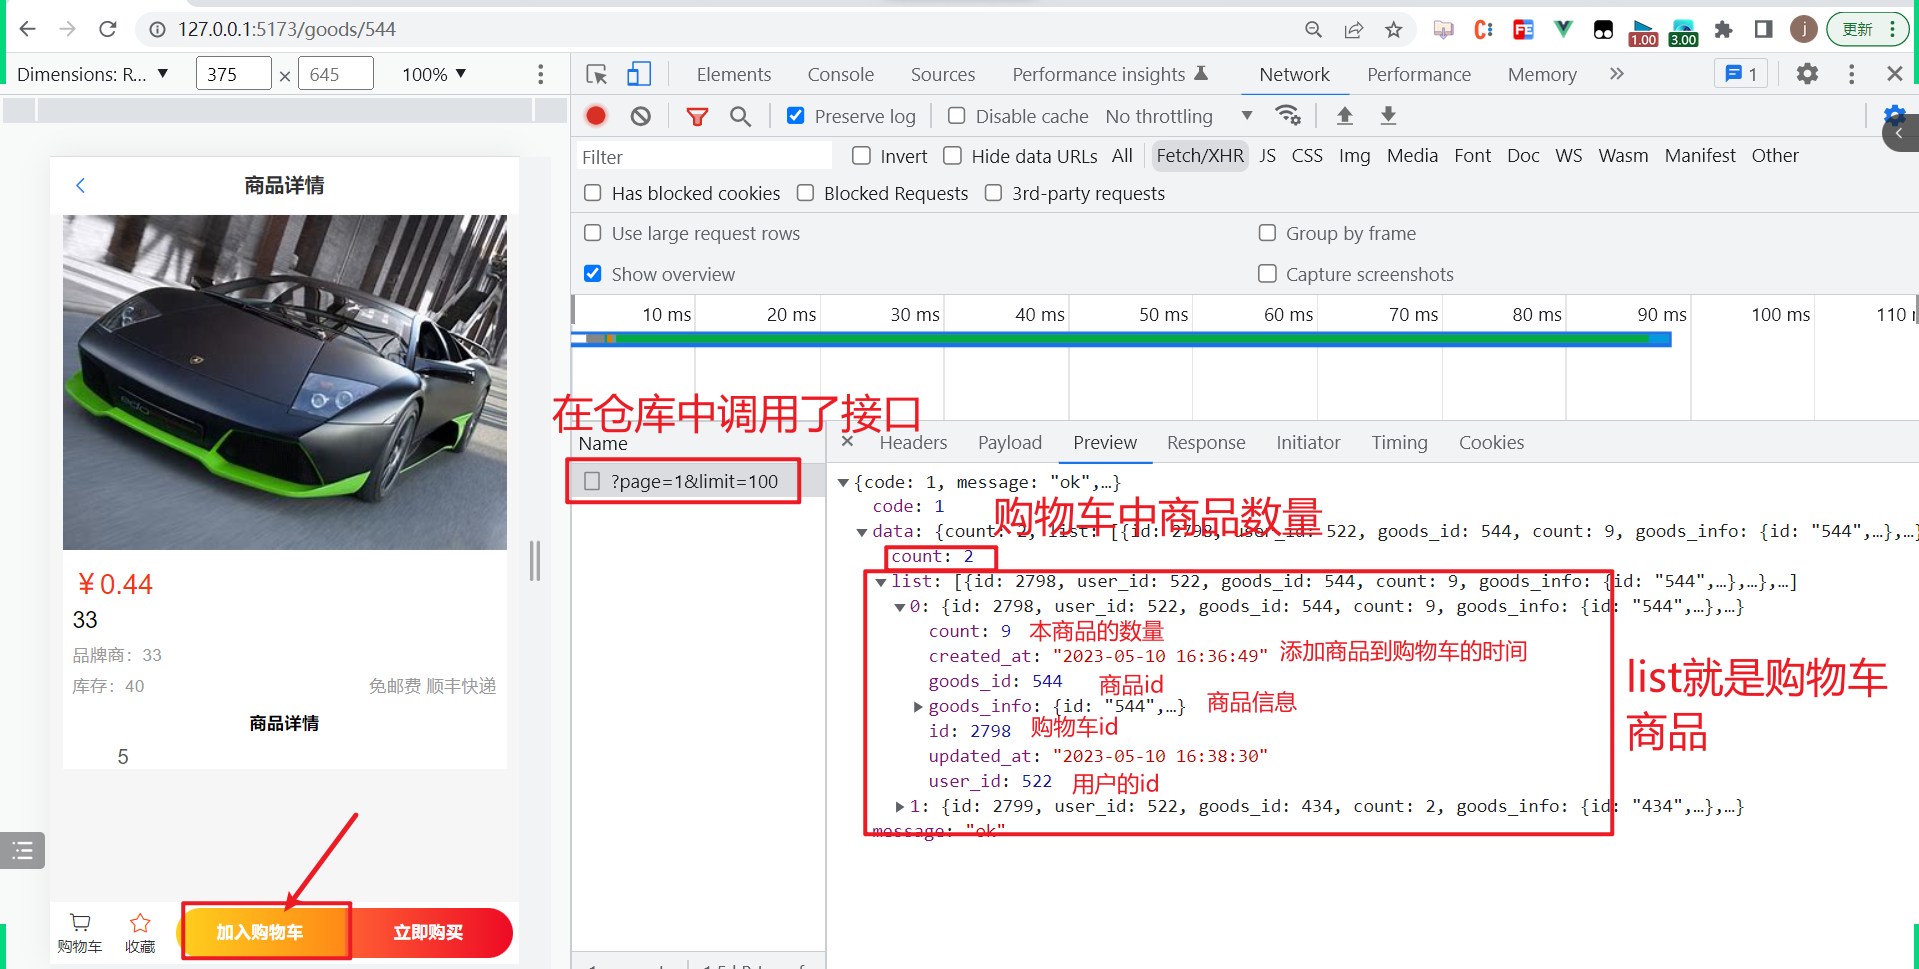 127.0.0.1:5173/goods/544
1.00
3.00
j
更新
Dimensions: R...
375
×
645
100%
Elements
Console
Sources
Performance insights
Network
Performance
Memory
1
Preserve log
Disable cache
No throttling
Filter
Invert
Hide data URLs
All
Fetch/XHR
JS
CSS
Img
Media
Font
Doc
WS
Wasm
Manifest
Other
Has blocked cookies
Blocked Requests
3rd-party requests
Use large request rows
Group by frame
Show overview
Capture screenshots
10 ms
20 ms
30 ms
40 ms
50 ms
60 ms
70 ms
80 ms
90 ms
100 ms
110
商品详情
¥0.44
33
品牌商：33
库存：40
免邮费 顺丰快递
商品详情
5
购物车
收藏
加入购物车
立即购买
在仓库中调用了接口
Name
?page=1&limit=100
Headers
Payload
Preview
Response
Initiator
Timing
Cookies
{code: 1, message: "ok",…}
code: 1
购物车中商品数量
data: {count: 2, list: [{id: 2798, user_id: 522, goods_id: 544, count: 9, goods_info: {id: "544",…},…},…
count: 2
list: [{id: 2798, user_id: 522, goods_id: 544, count: 9, goods_info: {id: "544",…},…},…]
0: {id: 2798, user_id: 522, goods_id: 544, count: 9, goods_info: {id: "544",…},…}
count: 9 本商品的数量
created_at: "2023-05-10 16:36:49" 添加商品到购物车的时间
goods_id: 544 商品id
goods_info: {id: "544",…} 商品信息
id: 2798 购物车id
updated_at: "2023-05-10 16:38:30"
user_id: 522 用户的id
1: {id: 2799, user_id: 522, goods_id: 434, count: 2, goods_info: {id: "434",…},…}
message: "ok"
list就是购物车
商品